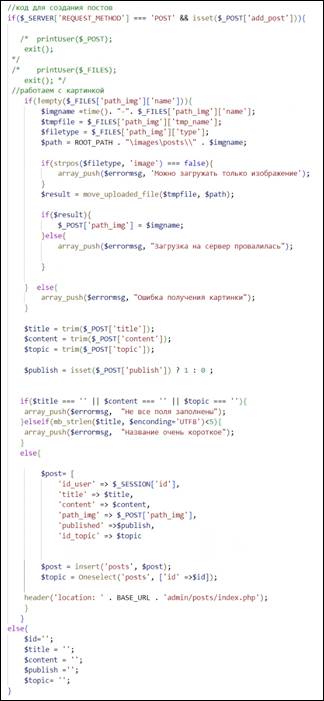 //код для создания постов
if($_SERVER['REQUEST_METHOD'] === 'POST' && isset($_POST['add_post'])){
/* printUser($_POST);
exit();
*/
/* printUser($_FILES);
exit(); */
//работаем с картинкой
if(!empty($_FILES['path_img']['name'])){
$imgname =time(). "-". $_FILES['path_img']['name'];
$tmpfile = $_FILES['path_img']['tmp_name'];
$filetype = $_FILES['path_img']['type'];
$path = ROOT_PATH . "\images\posts\\" . $imgname;
if(strpos($filetype, 'image') === false){
array_push($errormsg, 'Можно загружать только изображение');
}
$result = move_uploaded_file($tmpfile, $path);
if($result){
$_POST['path_img'] = $imgname;
}else{
array_push($errormsg, "Загрузка на сервер провалилась");
}
} else{
array_push($errormsg, "Ошибка получения картинки");
}
$title = trim($_POST['title']);
$content = trim($_POST['content']);
$topic = trim($_POST['topic']);
$publish = isset($_POST['publish']) ? 1 : 0 ;
if($title === '' || $content === '' || $topic === ''){
array_push($errormsg, "Не все поля заполнены");
}elseif(mb_strlen($title, $enconding='UTF8')<5){
array_push($errormsg, "Название очень короткое");
}
else{
$post= [
'id_user' => $_SESSION['id'],
'title' => $title,
'content' => $content,
'path_img' => $_POST['path_img'],
'published' =>$publish,
'id_topic' => $topic
$post = insert('posts', $post);
$topic = Oneselect('posts', ['id' =>$id]);
header('location: ' . BASE_URL . 'admin/posts/index.php');
}
}
else{
$id='';
$title = '';
$content = '';
$publish ='';
$topic= '';
}